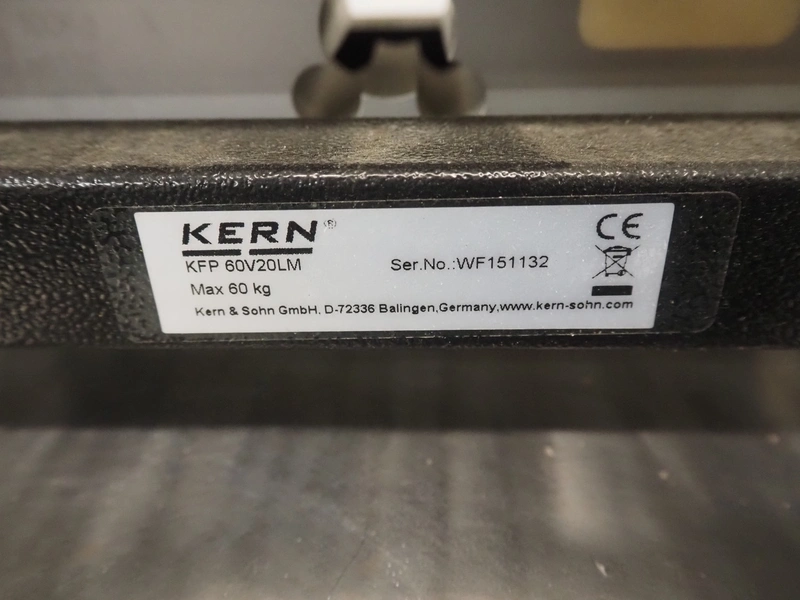 KERN®
KFP 60V20LM
Ser.No.:WF151132
Max 60 kg
Kern & Sohn GmbH, D-72336 Balingen,Germany,www.kern-sohn.com
CE